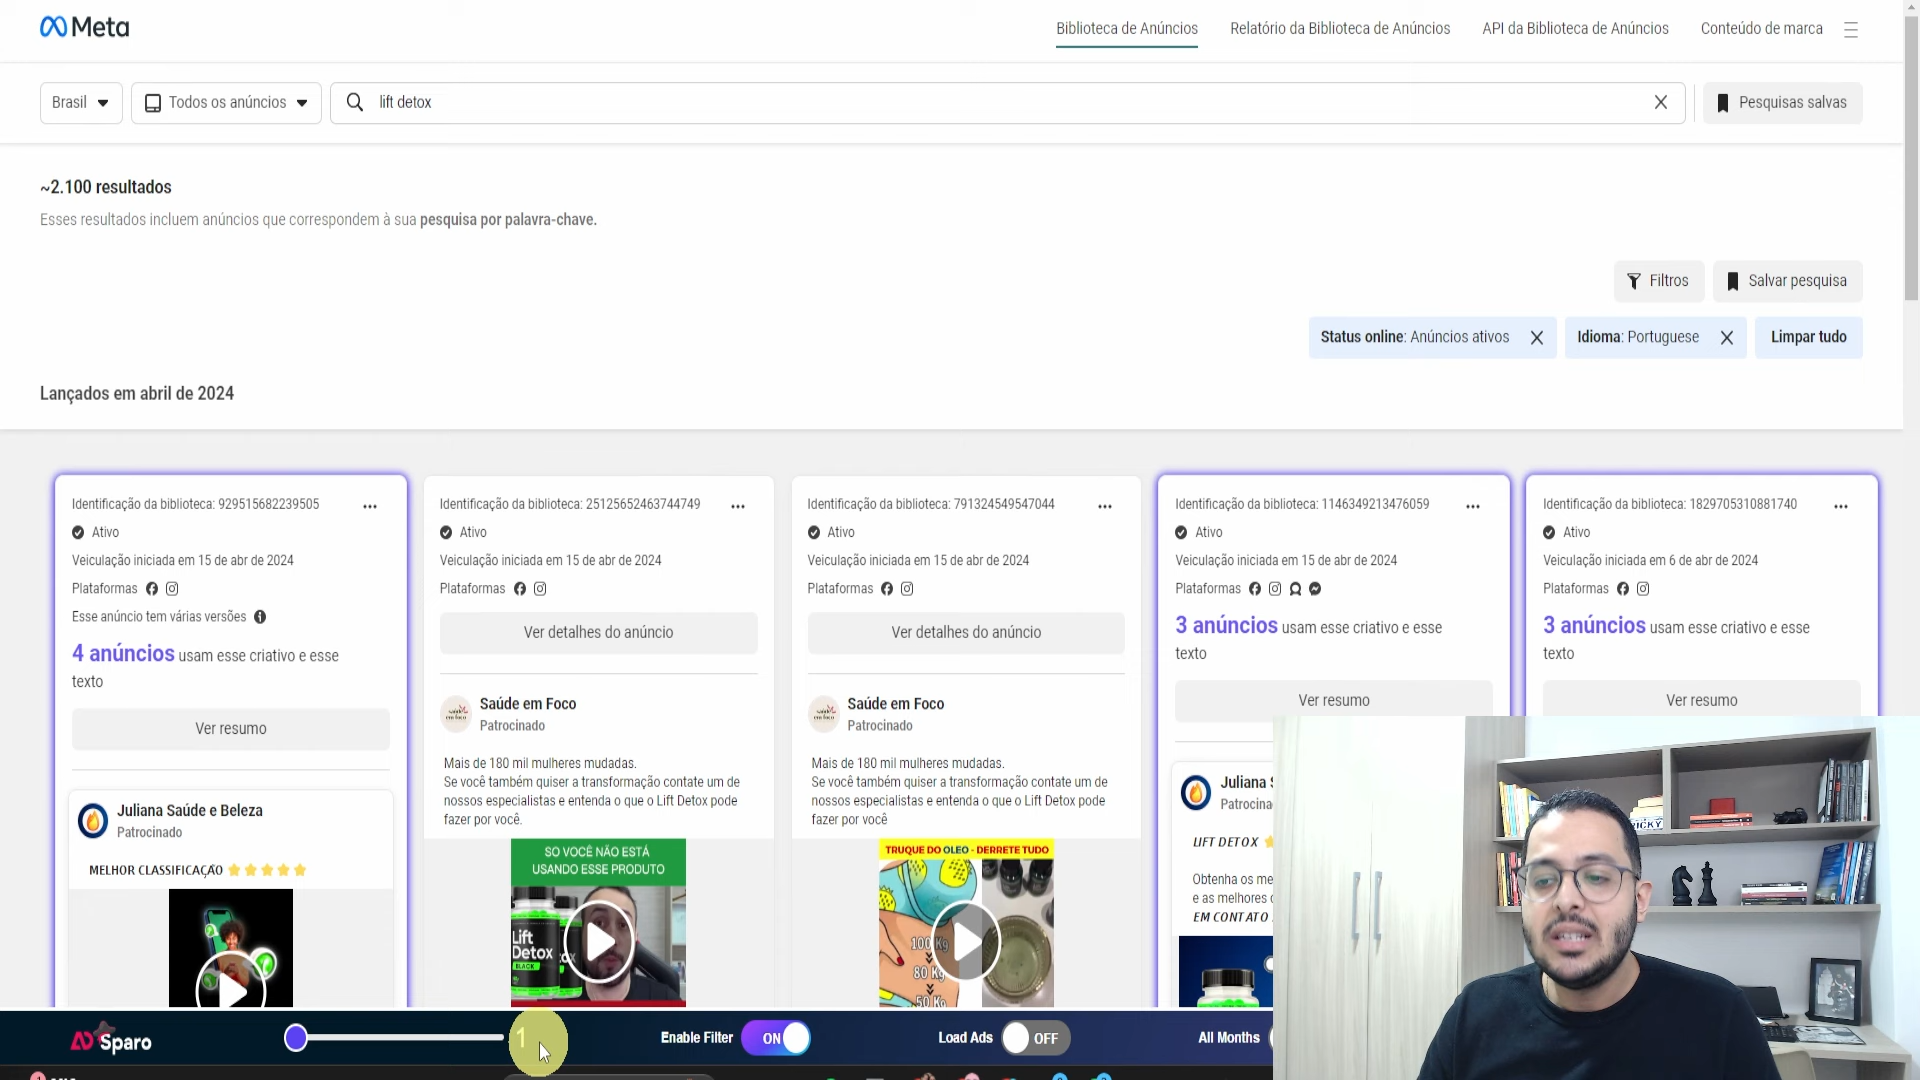 Meta
Biblioteca de Anúncios
Relatório da Biblioteca de Anúncios
API da Biblioteca de Anúncios
Conteúdo de marca
Brasil
Todos os anúncios
lift detox
Pesquisas salvas
~2.100 resultados
Esses resultados incluem anúncios que correspondem à sua pesquisa por palavra-chave.
Filtros
Salvar pesquisa
Status online: Anúncios ativos
Idioma: Portuguese
Limpar tudo
Lançados em abril de 2024
Identificação da biblioteca: 929515682239505
Ativo
Veiculação iniciada em 15 de abr de 2024
Plataformas
Esse anúncio tem várias versões
4 anúncios usam esse criativo e esse
texto
Ver resumo
Juliana Saúde e Beleza
Patrocinado
MELHOR CLASSIFICAÇÃO
Identificação da biblioteca: 25125652463744749
Ativo
Veiculação iniciada em 15 de abr de 2024
Plataformas
Ver detalhes do anúncio
Saúde em Foco
Patrocinado
Mais de 180 mil mulheres mudadas.
Se você também quiser a transformação contate um de
nossos especialistas e entenda o que o Lift Detox pode
fazer por você.
SO VOCÊ NÃO ESTÁ
USANDO ESSE PRODUTO
Lift
Detox
BLACK
Identificação da biblioteca: 791324549547044
Ativo
Veiculação iniciada em 15 de abr de 2024
Plataformas
Ver detalhes do anúncio
Saúde em Foco
Patrocinado
Mais de 180 mil mulheres mudadas.
Se você também quiser a transformação contate um de
nossos especialistas e entenda o que o Lift Detox pode
fazer por você
TRUQUE DO OLEO - DERRETE TUDO
100 Kg
80 Kg
50 Kg
Identificação da biblioteca: 1146349213476059
Ativo
Veiculação iniciada em 15 de abr de 2024
Plataformas
3 anúncios usam esse criativo e esse
texto
Ver resumo
Juliana S
Patrocina
LIFT DETOX
Obtenha os me
e as melhores
EM CONTATO
Identificação da biblioteca: 1829705310881740
Ativo
Veiculação iniciada em 6 de abr de 2024
Plataformas
3 anúncios usam esse criativo e esse
texto
Ver resumo
AD Sparo
1
Enable Filter
ON
Load Ads
OFF
All Months